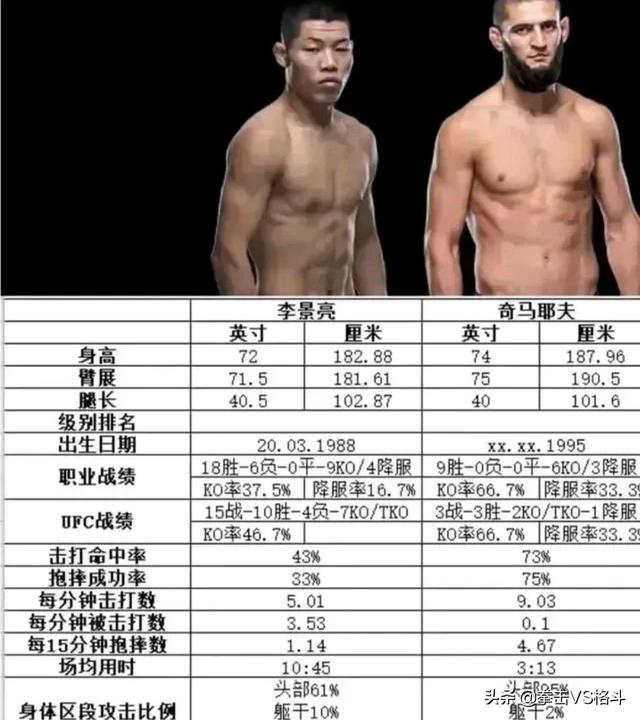 李景亮 奇马耶夫
英寸 厘米 英寸 厘米
身高 72 182.88 74 187.96
臂展 71.5 181.61 75 190.5
腿长 40.5 102.87 40 101.6
级别排名
出生日期 20.03.1988 xx.xx.1995
职业战绩 18胜-6负-0平-9KO/4降服 9胜-0负-0平-6KO/3降服
KO率37.5% 降服率16.7% KO率66.7% 降服率33.3%
UFC战绩 15战-10胜-4负-7KO/TKO 3战-3胜-2KO/TKO-1降服
KO率46.7% KO率66.7% 降服率33.3%
击打命中率 43% 73%
抱摔成功率 33% 75%
每分钟击打数 5.01 9.03
每分钟被击打数 3.53 0.1
每15分钟抱摔数 1.14 4.67
场均用时 10:45 3:13
头部61% 头部95%
身体区段攻击比例 躯干10% 躯干2%
头条@拳击VS格斗